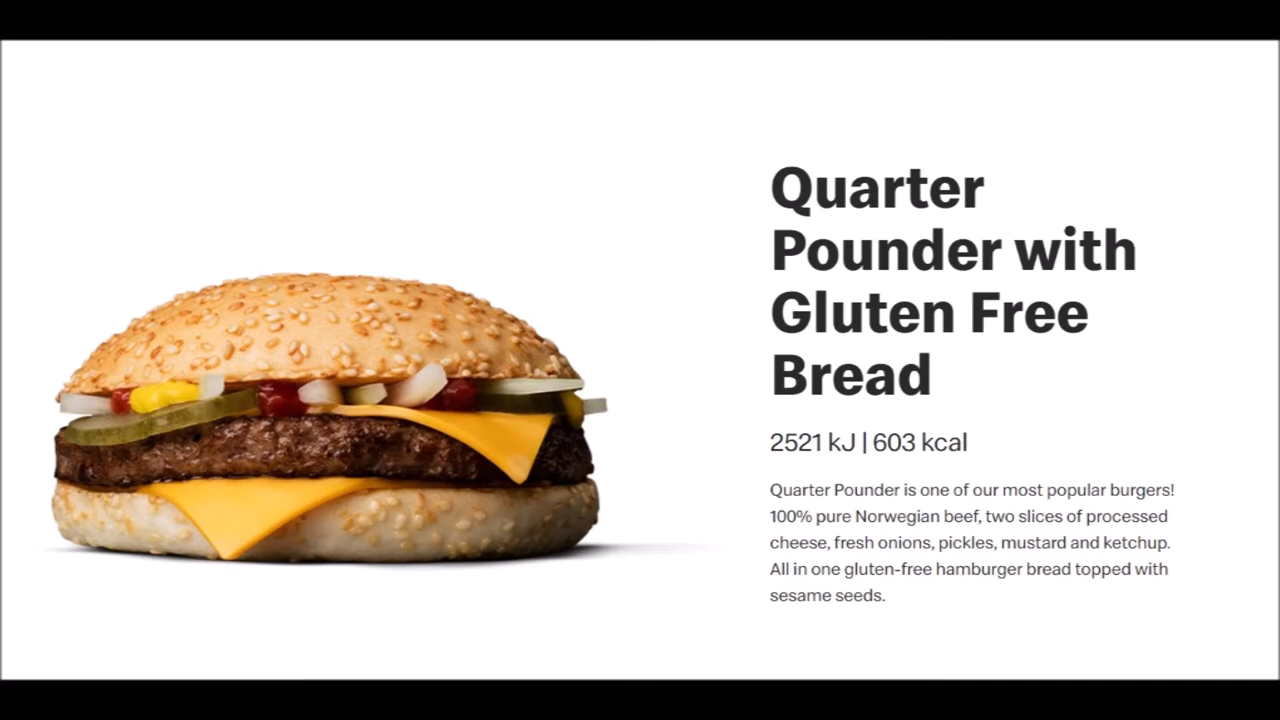 Quarter
Pounder with
Gluten Free
Bread
2521 kJ | 603 kcal
Quarter Pounder is one of our most popular burgers!
100% pure Norwegian beef, two slices of processed
cheese, fresh onions, pickles, mustard and ketchup.
All in one gluten-free hamburger bread topped with
sesame seeds.